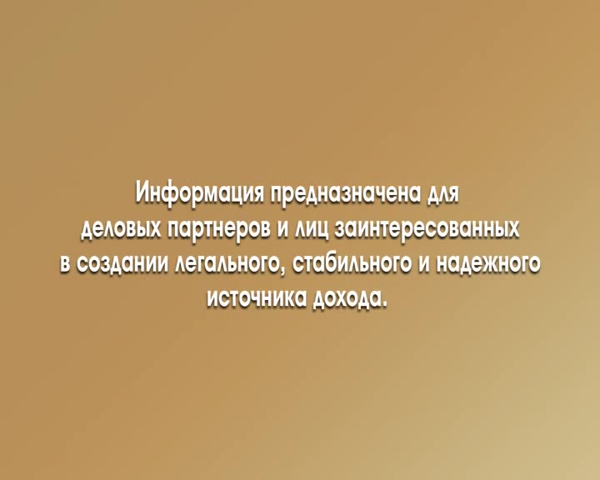 Информация предназначена для
деловых партнеров и лиц заинтересованных
в создании легального, стабильного и надежного
источника дохода.